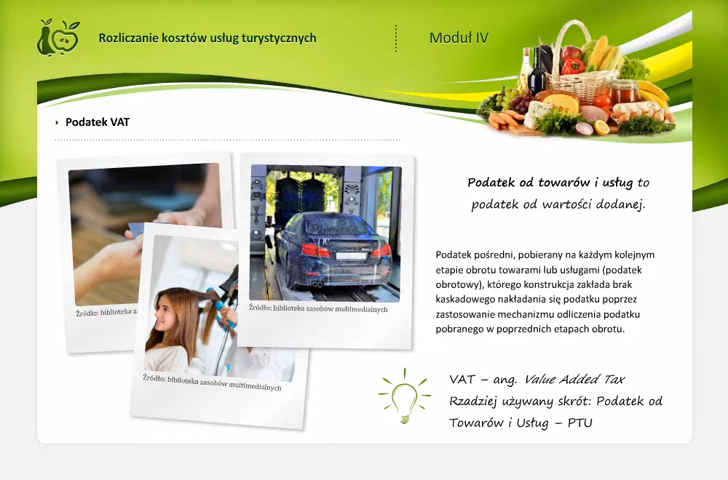 Rozliczanie kosztów usług turystycznych
Moduł IV
Podatek VAT
Podatek od towarów i usług to
podatek od wartości dodanej.
Podatek pośredni, pobierany na każdym kolejnym
etapie obrotu towarami lub usługami (podatek
obrotowy), którego konstrukcja zakłada brak
kaskadowego nakładania się podatku poprzez
zastosowanie mechanizmu odliczenia podatku
pobranego w poprzednich etapach obrotu.
Źródło: biblioteka z
Źródło: biblioteka zasobów multimedialnych
Źródło: biblioteka zasobów multimedialnych
VAT – ang. Value Added Tax
Rzadziej używany skrót: Podatek od
Towarów i Usług – PTU